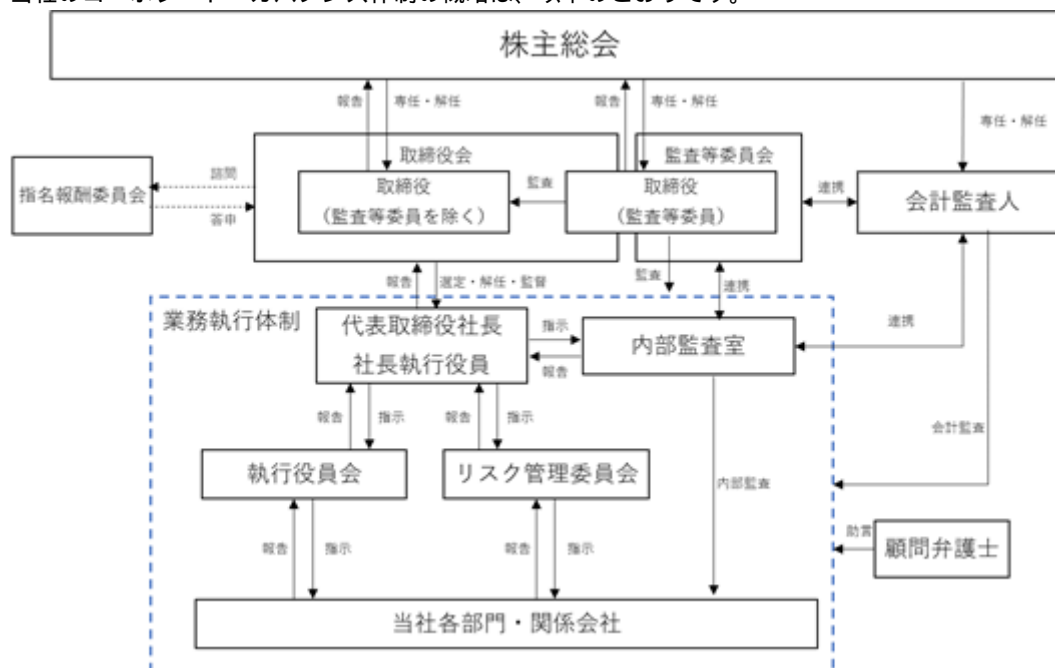 当社のコーポレート・ガバナンス体制の概略は、以下のとおりです。
株主総会
報告
専任・解任
報告
専任・解任
専任・解任
取締役会
監査等委員会
指名報酬委員会
諮問
答申
取締役
(監査等委員を除く)
監査
取締役
(監査等委員)
連携
会計監査人
報告
選定・解任・監督
監査
連携
業務執行体制
代表取締役社長
社長執行役員
指示
報告
内部監査室
連携
報告
指示
報告
指示
会計監査
執行役員会
リスク管理委員会
内部監査
報告
指示
報告
指示
助言
顧問弁護士
当社各部門・関係会社